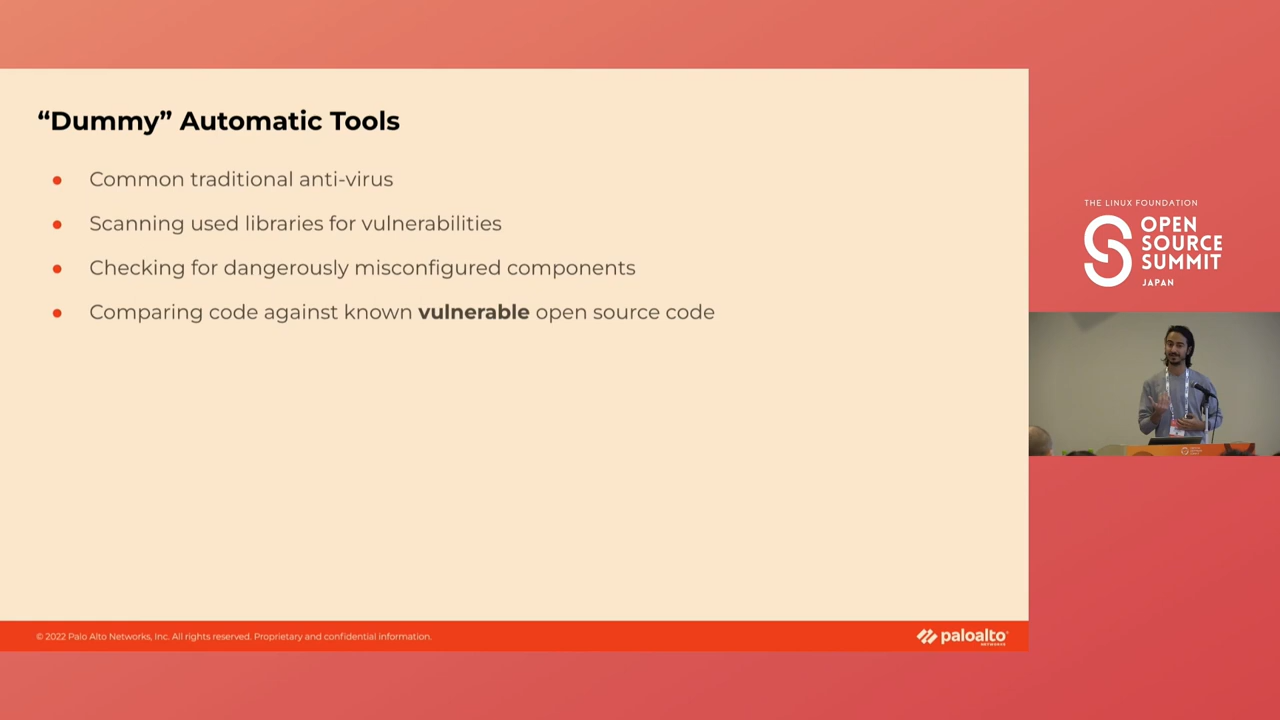 “Dummy” Automatic Tools
● Common traditional anti-virus
● Scanning used libraries for vulnerabilities
● Checking for dangerously misconfigured components
● Comparing code against known vulnerable open source code
© 2022 Palo Alto Networks, Inc. All rights reserved. Proprietary and confidential information.
paloalto
NETWORKS
THE LINUX FOUNDATION
OPEN
SOURCE
SUMMIT
JAPAN